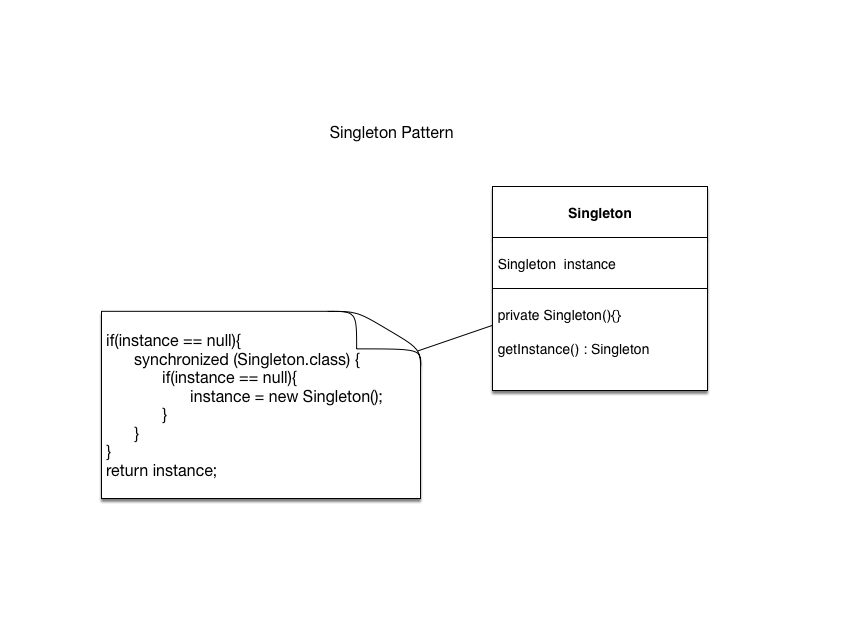 Singleton Pattern
Singleton
Singleton  instance
private Singleton(){}
getInstance() : Singleton
if(instance == null){
synchronized (Singleton.class) {
if(instance == null){
instance = new Singleton();
}
}
}
return instance;